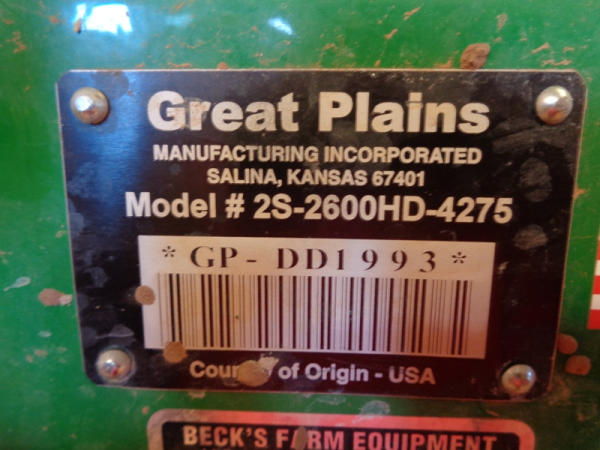 Great Plains
MANUFACTURING INCORPORATED
SALINA, KANSAS 67401
Model # 2S-2600HD-4275
*GP-DD1993*
of Origin - USA
BECK'S FARM EQUIPMENT